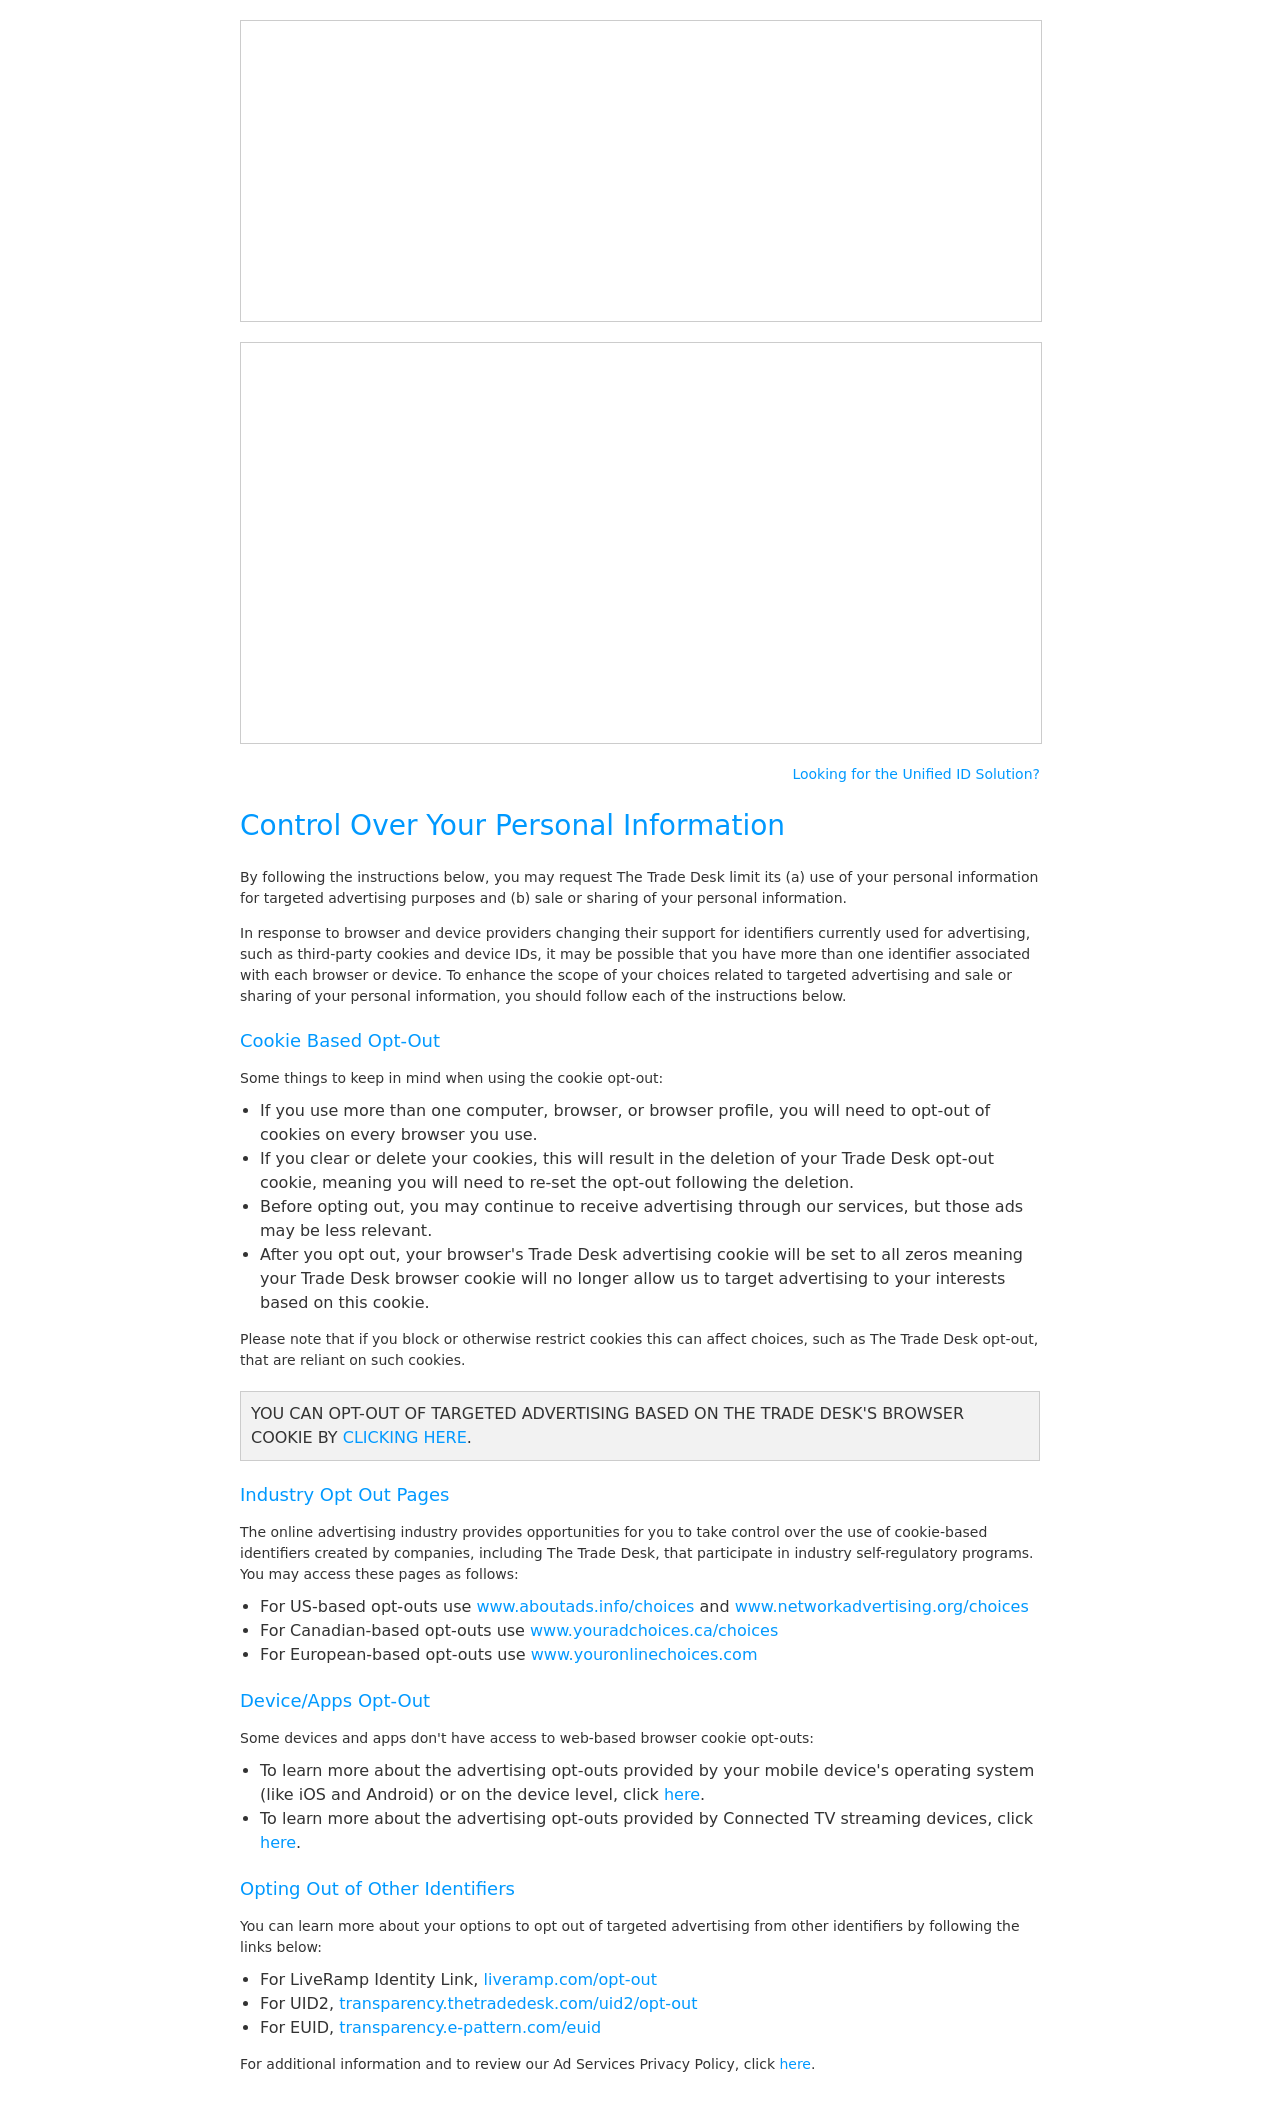 Looking for the Unified ID Solution?
Control Over Your Personal Information
By following the instructions below, you may request The Trade Desk limit its (a) use of your personal information
for targeted advertising purposes and (b) sale or sharing of your personal information.
In response to browser and device providers changing their support for identifiers currently used for advertising,
such as third-party cookies and device IDs, it may be possible that you have more than one identifier associated
with each browser or device. To enhance the scope of your choices related to targeted advertising and sale or
sharing of your personal information, you should follow each of the instructions below.
Cookie Based Opt-Out
Some things to keep in mind when using the cookie opt-out:
• If you use more than one computer, browser, or browser profile, you will need to opt-out of
cookies on every browser you use.
• If you clear or delete your cookies, this will result in the deletion of your Trade Desk opt-out
cookie, meaning you will need to re-set the opt-out following the deletion.
• Before opting out, you may continue to receive advertising through our services, but those ads
may be less relevant.
• After you opt out, your browser's Trade Desk advertising cookie will be set to all zeros meaning
your Trade Desk browser cookie will no longer allow us to target advertising to your interests
based on this cookie.
Please note that if you block or otherwise restrict cookies this can affect choices, such as The Trade Desk opt-out,
that are reliant on such cookies.
YOU CAN OPT-OUT OF TARGETED ADVERTISING BASED ON THE TRADE DESK'S BROWSER
COOKIE BY CLICKING HERE.
Industry Opt Out Pages
The online advertising industry provides opportunities for you to take control over the use of cookie-based
identifiers created by companies, including The Trade Desk, that participate in industry self-regulatory programs.
You may access these pages as follows:
• For US-based opt-outs use www.aboutads.info/choices and www.networkadvertising.org/choices
• For Canadian-based opt-outs use www.youradchoices.ca/choices
• For European-based opt-outs use www.youronlinechoices.com
Device/Apps Opt-Out
Some devices and apps don't have access to web-based browser cookie opt-outs:
• To learn more about the advertising opt-outs provided by your mobile device's operating system
(like iOS and Android) or on the device level, click here.
• To learn more about the advertising opt-outs provided by Connected TV streaming devices, click
here.
Opting Out of Other Identifiers
You can learn more about your options to opt out of targeted advertising from other identifiers by following the
links below:
• For LiveRamp Identity Link, liveramp.com/opt-out
• For UID2, transparency.thetradedesk.com/uid2/opt-out
• For EUID, transparency.e-pattern.com/euid
For additional information and to review our Ad Services Privacy Policy, click here.